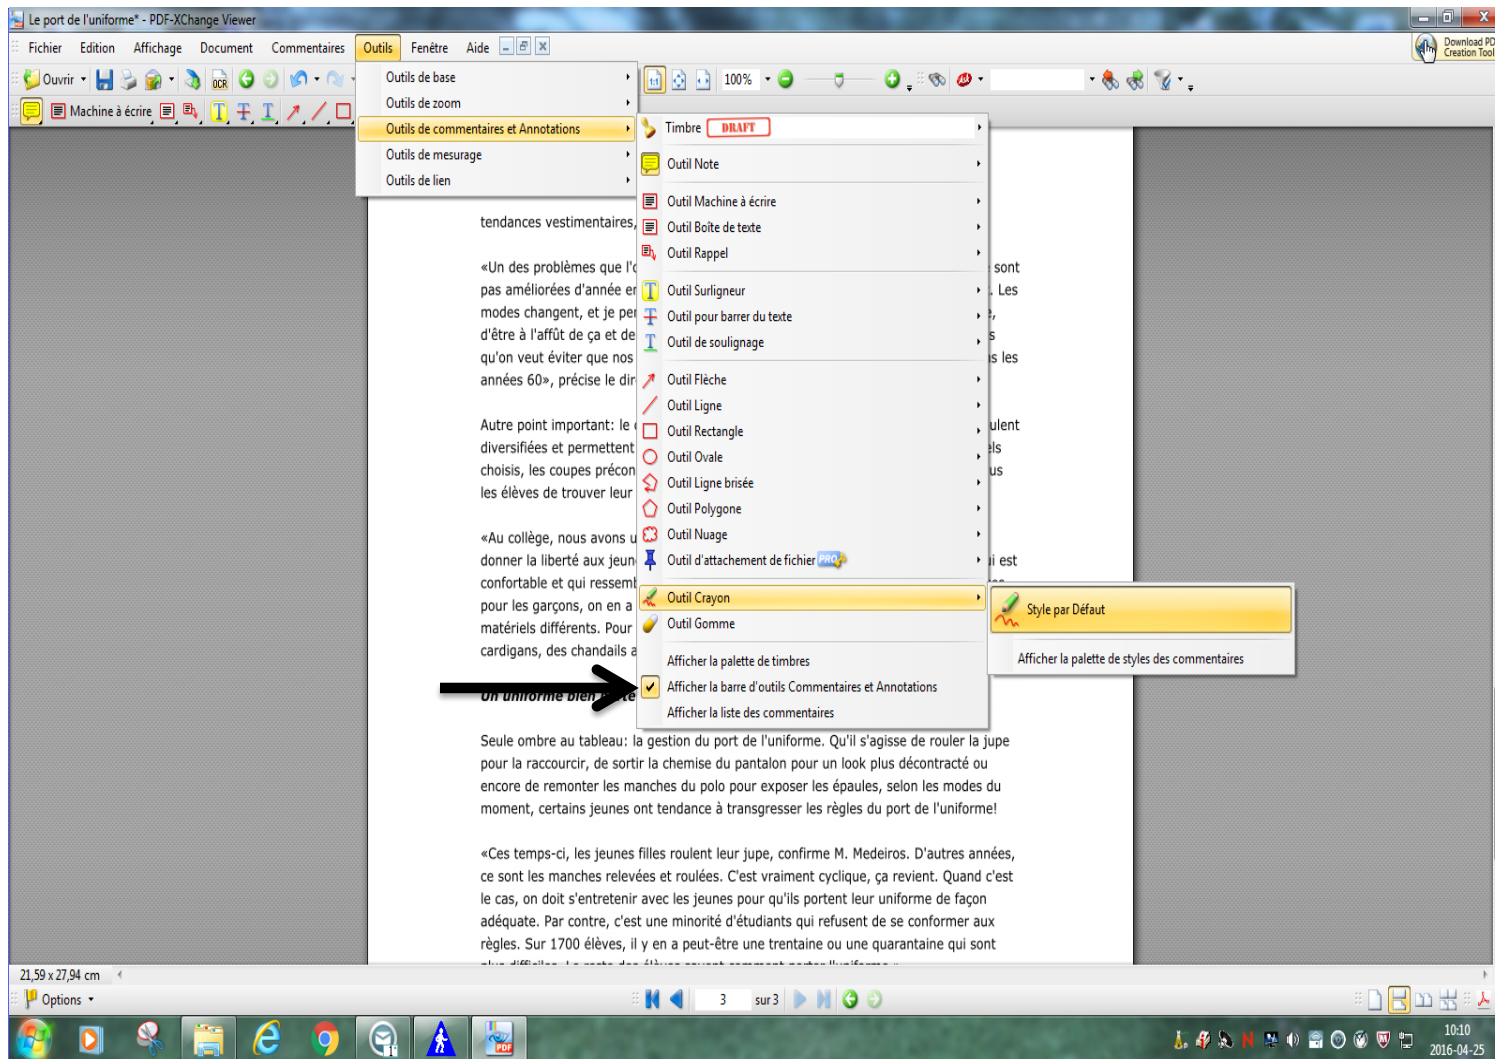 Le port de l'uniforme* - PDF-XChange Viewer
Fichier Edition Affichage Document Commentaires Outils Fenêtre Aide
Download PD
Creation Tool
Ouvrir
OCR
1:1
100%
Machine à écrire
Outils de base
Outils de zoom
Outils de commentaires et Annotations
Outils de mesurage
Outils de lien
Timbre DRAFT
Outil Note
Outil Machine à écrire
Outil Boîte de texte
Outil Rappel
Outil Surligneur
Outil pour barrer du texte
Outil de soulignage
Outil Flèche
Outil Ligne
Outil Rectangle
Outil Ovale
Outil Ligne brisée
Outil Polygone
Outil Nuage
Outil d'attachement de fichier PRO
Outil Crayon
Outil Gomme
Afficher la palette de timbres
Afficher la barre d'outils Commentaires et Annotations
Afficher la liste des commentaires
Style par Défaut
Afficher la palette de styles des commentaires
tendances vestimentaires,
«Un des problèmes que l'o sont
pas améliorées d'année en . Les
modes changent, et je pen
d'être à l'affût de ça et de s
qu'on veut éviter que nos ns les
années 60», précise le dir
Autre point important: le c ulent
diversifiées et permettent els
choisis, les coupes précon us
les élèves de trouver leur
«Au collège, nous avons u
donner la liberté aux jeun ui est
confortable et qui ressemb
pour les garçons, on en a
matériels différents. Pour
cardigans, des chandails a
Un uniforme bien
Seule ombre au tableau: la gestion du port de l'uniforme. Qu'il s'agisse de rouler la jupe
pour la raccourcir, de sortir la chemise du pantalon pour un look plus décontracté ou
encore de remonter les manches du polo pour exposer les épaules, selon les modes du
moment, certains jeunes ont tendance à transgresser les règles du port de l'uniforme!
«Ces temps-ci, les jeunes filles roulent leur jupe, confirme M. Medeiros. D'autres années,
ce sont les manches relevées et roulées. C'est vraiment cyclique, ça revient. Quand c'est
le cas, on doit s'entretenir avec les jeunes pour qu'ils portent leur uniforme de façon
adéquate. Par contre, c'est une minorité d'étudiants qui refusent de se conformer aux
règles. Sur 1700 élèves, il y en a peut-être une trentaine ou une quarantaine qui sont
21,59 x 27,94 cm
Options
3 sur 3
10:10
2016-04-25